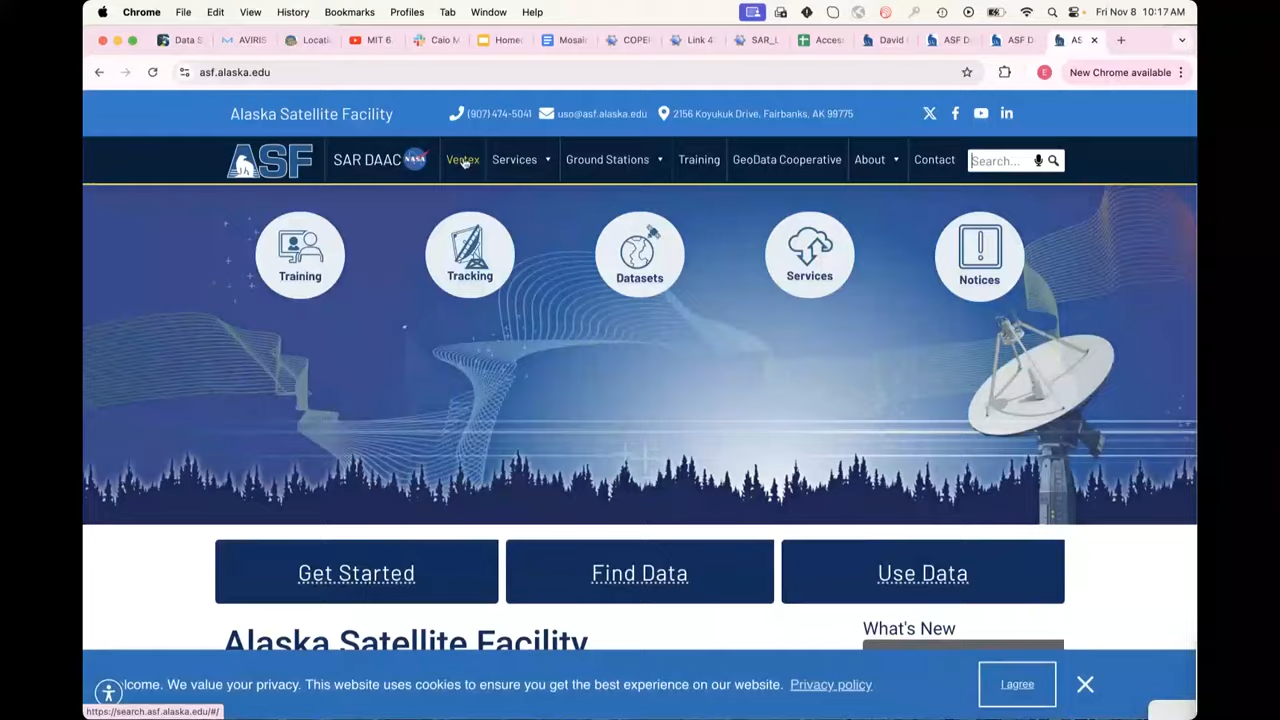 Chrome File Edit View History Bookmarks Profiles Tab Window Help Fri Nov 8 10:17 AM
Data S AVIRIS Locati MIT 6. Caio M Home Mosai COPE Link 4 SAR_L Acces David ASF D ASF D AS
asf.alaska.edu E New Chrome available
Alaska Satellite Facility (907) 474-5041 uso@asf.alaska.edu 2156 Koyukuk Drive, Fairbanks, AK 99775
ASF SAR DAAC NASA Vertex Services Ground Stations Training GeoData Cooperative About Contact Search...
Training Tracking Datasets Services Notices
Get Started Find Data Use Data
Alaska Satellite Facility
What's New
lcome. We value your privacy. This website uses cookies to ensure you get the best experience on our website. Privacy policy I agree
https://search.asf.alaska.edu/#/